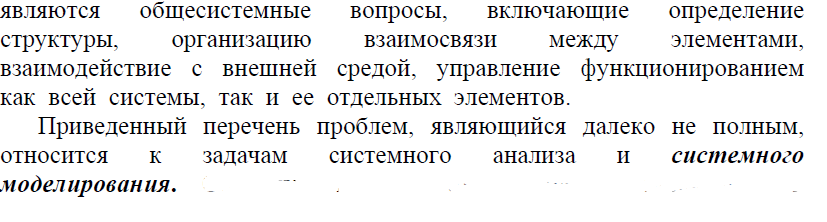 являются общесистемные вопросы, включающие определение
структуры, организацию взаимосвязи между элементами,
взаимодействие с внешней средой, управление функционированием
как всей системы, так и ее отдельных элементов.
Приведенный перечень проблем, являющийся далеко не полным,
относится к задачам системного анализа и системного
моделирования.